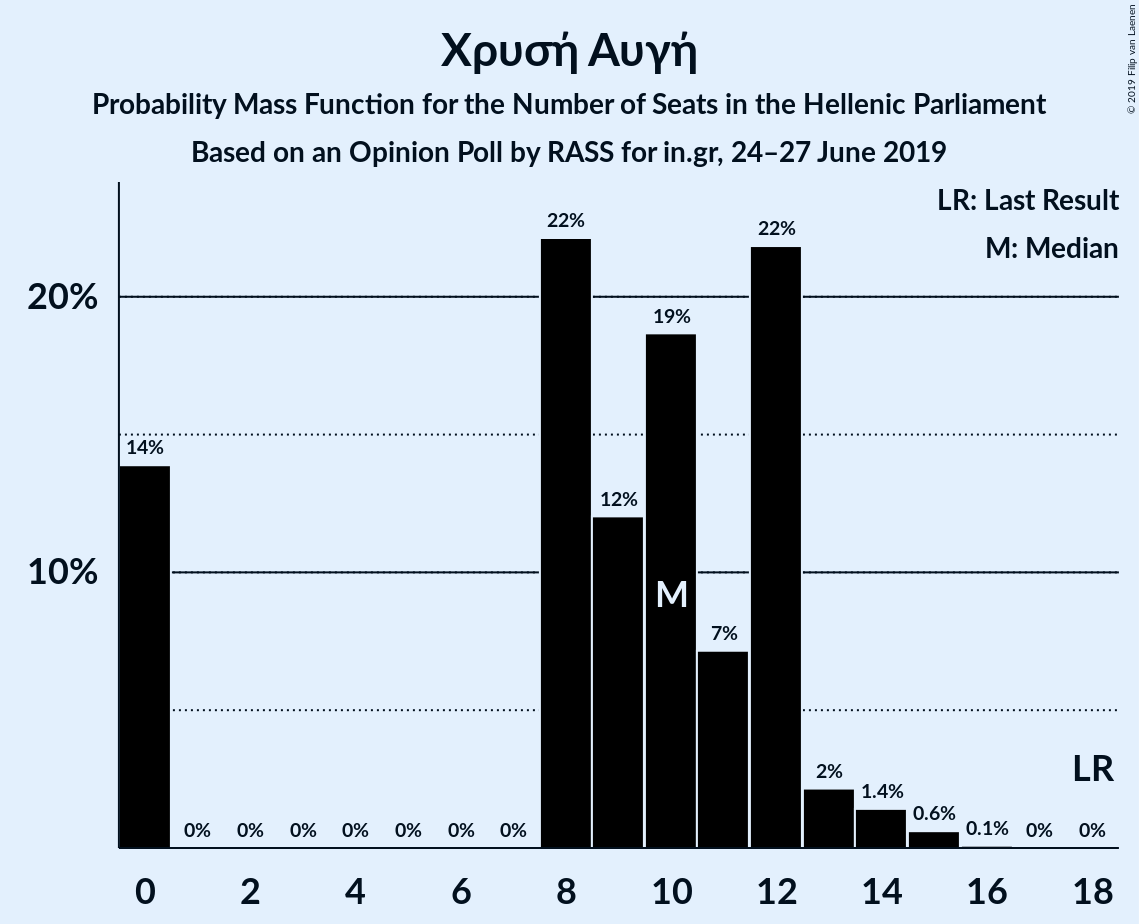 Χρυσή Αυγή
Probability Mass Function for the Number of Seats in the Hellenic Parliament
Based on an Opinion Poll by RASS for in.gr, 24–27 June 2019
© 2019 Filip van Laenen
LR: Last Result
M: Median
22%
22%
20%
19%
14%
12%
10%
M
7%
LR
2%
1.4%
0.6%
0% 0% 0% 0% 0% 0% 0% 0.1% 0% 0%
0 2 4 6 8 10 12 14 16 18